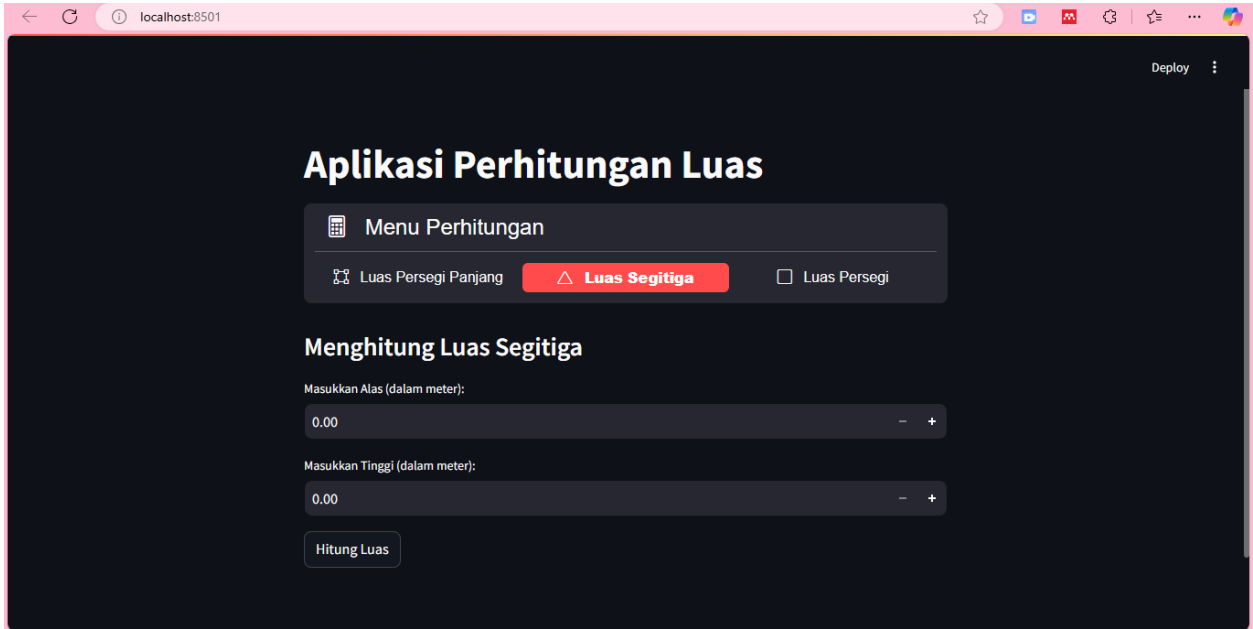 localhost:8501
Deploy
Aplikasi Perhitungan Luas
Menu Perhitungan
Luas Persegi Panjang Luas Segitiga Luas Persegi
Menghitung Luas Segitiga
Masukkan Alas (dalam meter):
0.00 − +
Masukkan Tinggi (dalam meter):
0.00 − +
Hitung Luas